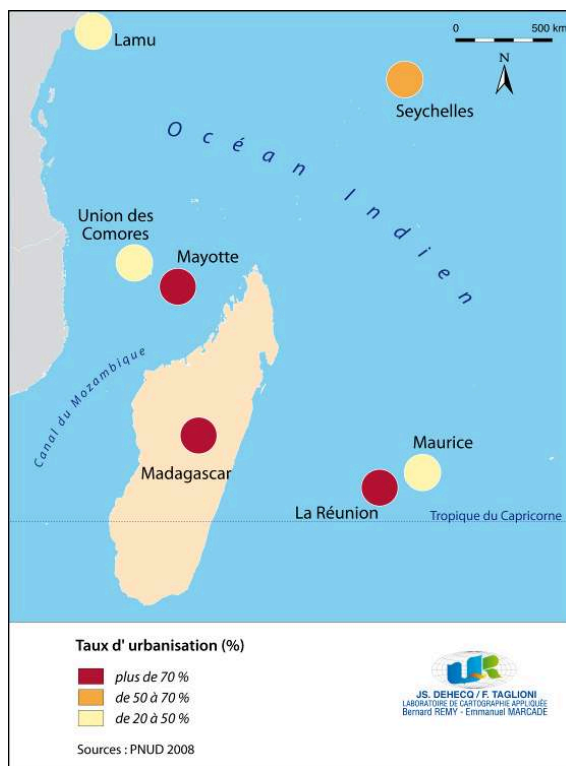 0 500 km
Lamu
N
Seychelles
Océan Indien
Union des
Comores
Mayotte
Canal du Mozambique
Madagascar
Maurice
La Réunion
Tropique du Capricorne
Taux d' urbanisation (%)
plus de 70 %
de 50 à 70 %
de 20 à 50 %
Sources : PNUD 2008
UR
JS. DEHECQ / F. TAGLIONI
LABORATOIRE DE CARTOGRAPHIE APPLIQUÉE
Bernard REMY - Emmanuel MARCADE